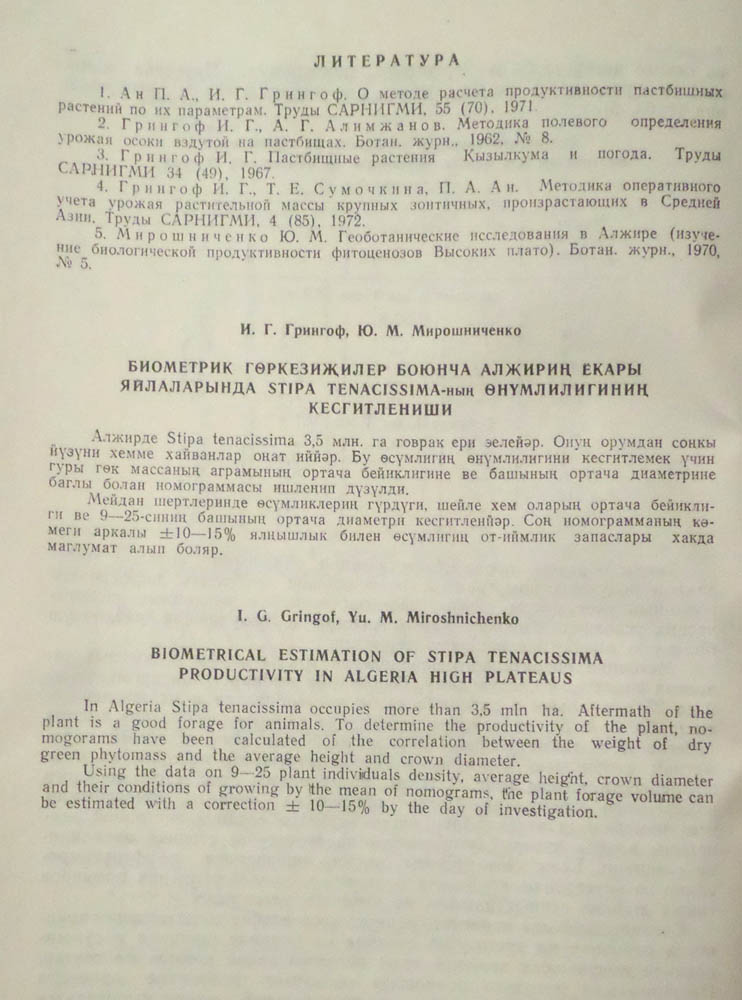 ЛИТЕРАТУРА
1. Ан П. А., И. Г. Грингоф. О методе расчета продуктивности пастбишных
растений по их параметрам. Труды САРНИГМИ, 55 (70), 1971
2. Грингоф И. Г., А. Г. Алимжанов. Методика полевого определения
урожая осоки вздутой на пастбищах. Ботан. журн., 1962, № 8.
3. Грингоф И. Г. Пастбищные растения Кызылкума и погода. Труды
САРНИГМИ 34 (49), 1967.
4. Грингоф И. Г., Т. Е. Сумочкина, П. А. Ан. Методика оперативного
учета урожая растительной массы крупных зонтичных, произрастающих в Средней
Азии. Труды САРНИГМИ, 4 (85), 1972.
5. Мирошниченко Ю. М. Геоботанические исследования в Алжире (изуче-
ние биологической продуктивности фитоценозов Высоких плато). Ботан. журн., 1970,
№ 5.
И. Г. Грингоф, Ю. М. Мирошниченко
БИОМЕТРИК ГӨРКЕЗИҖИЛЕР БОЮНЧА АЛЖИРИҢ ЕКАРЫ
ЯЙЛАЛАРЫНДА STIPA TENACISSIMA-ның ӨНҮМЛИЛИГИНИҢ
КЕСГИТЛЕНИШИ
Алжирде Stipa tenacissima 3,5 млн. га говрак ери эелейәр. Онуң орумдан соңкы
йүзүни хемме хайванлар оңат иййәр. Бу өсүмлигиң өнүмлилигини кесгитлемек үчин
гуры гөк массаның аграмының ортача бейиклигине ве башының ортача диаметрине
баглы болан номограммасы ишленип дүзүлди.
Мейдан шертлеринде өсүмликлериң гүрдүги, шейле хем оларың ортача бейикли-
ги ве 9—25-синиң башының ортача диаметри кесгитленйәр. Соң номограмманың кө-
меги аркалы ±10—15% ялңышлык билен өсүмлигиң от-иймлик запаслары хакда
маглумат алып боляр.
I. G. Gringof, Yu. M. Miroshnichenko
BIOMETRICAL ESTIMATION OF STIPA TENACISSIMA
PRODUCTIVITY IN ALGERIA HIGH PLATEAUS
In Algeria Stipa tenacissima occupies more than 3,5 mln ha. Aftermath of the
plant is a good forage for animals. To determine the productivity of the plant, no-
mogorams have been calculated of the correlation between the weight of dry
green phytomass and the average height and crown diameter.
Using the data on 9—25 plant individuals density, average height, crown diameter
and their conditions of growing by the mean of nomograms, the plant forage volume can
be estimated with a correction ± 10—15% by the day of investigation.